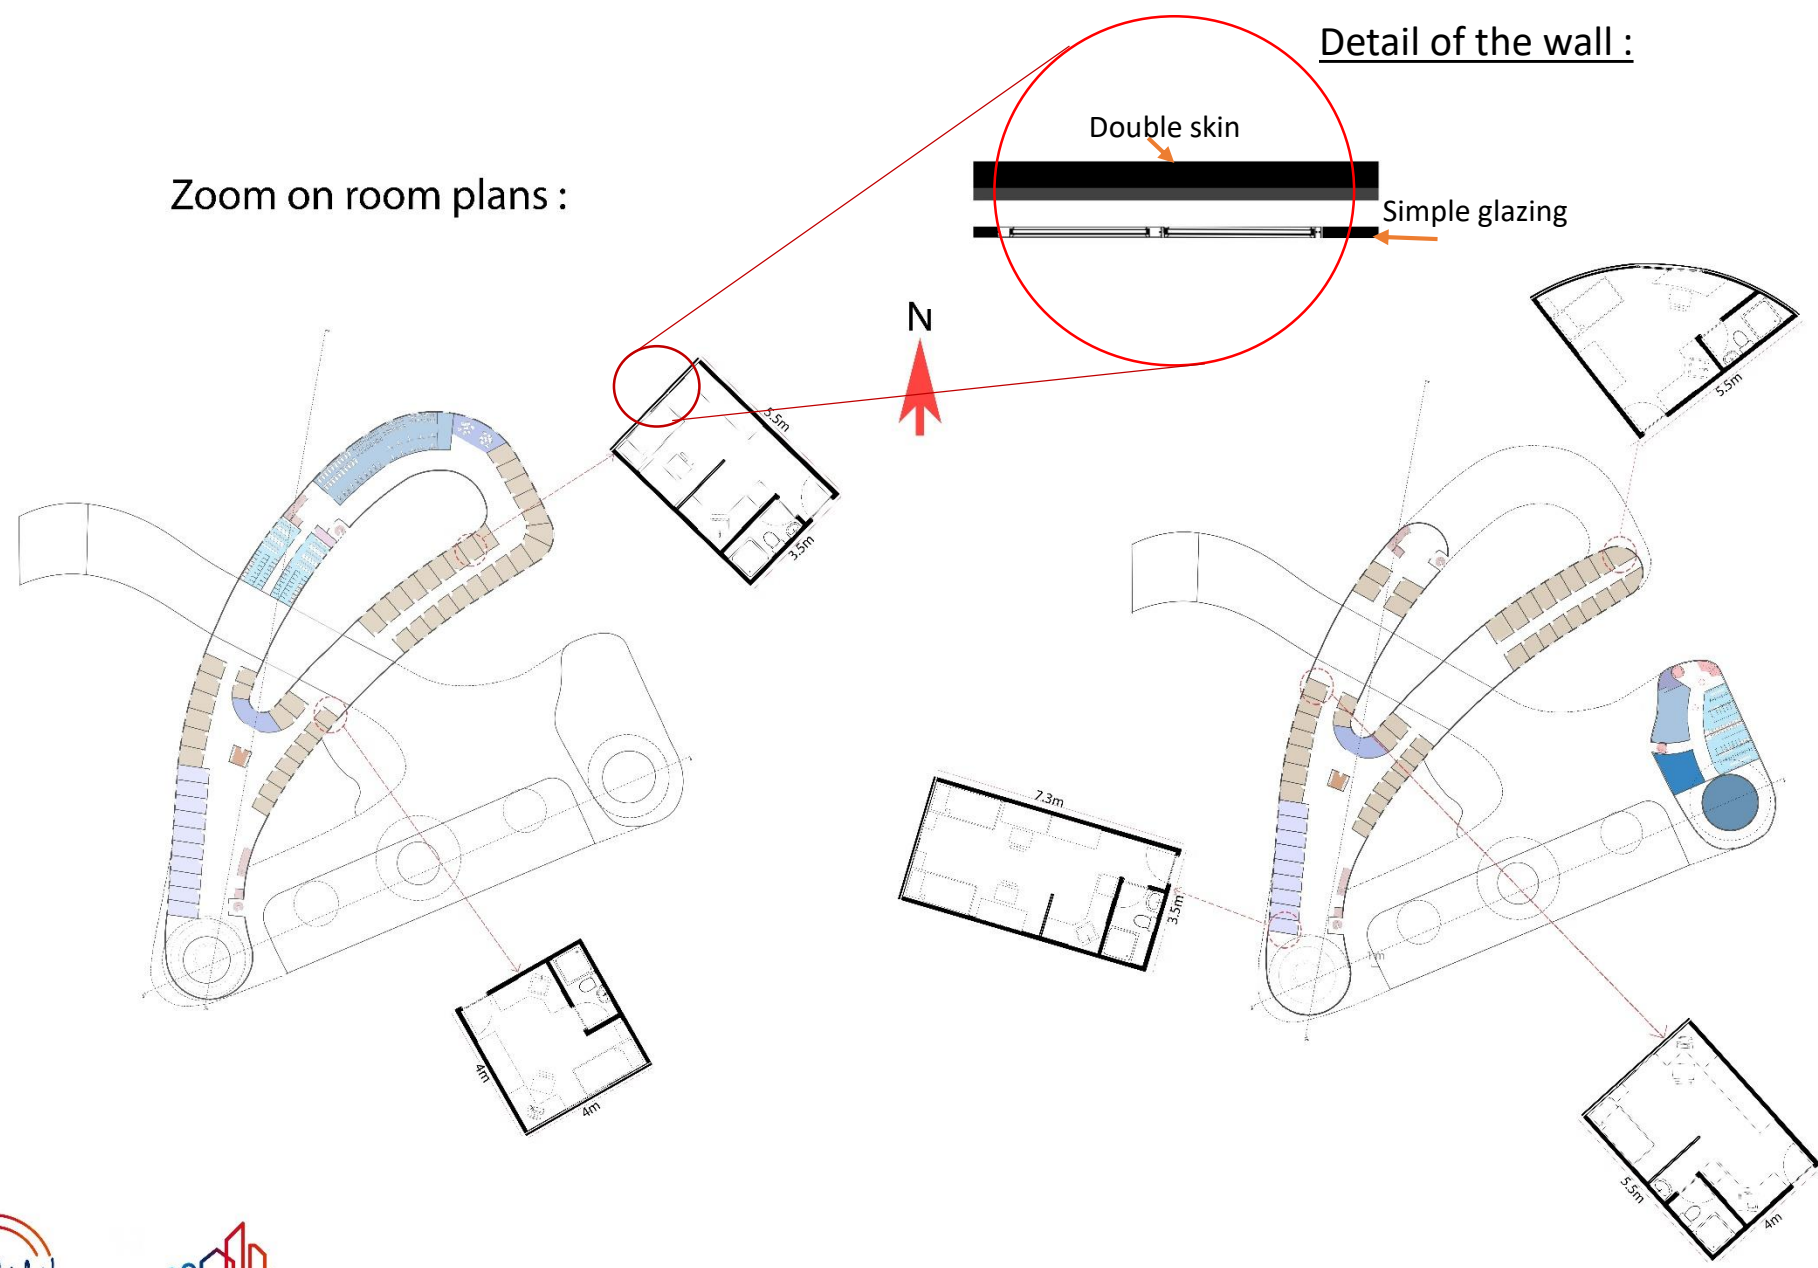 Detail of the wall :
Double skin
Zoom on room plans :
Simple glazing
N
5.5m
3.5m
5.5m
7.3m
3.5m
4m
4m
5.5m
4m